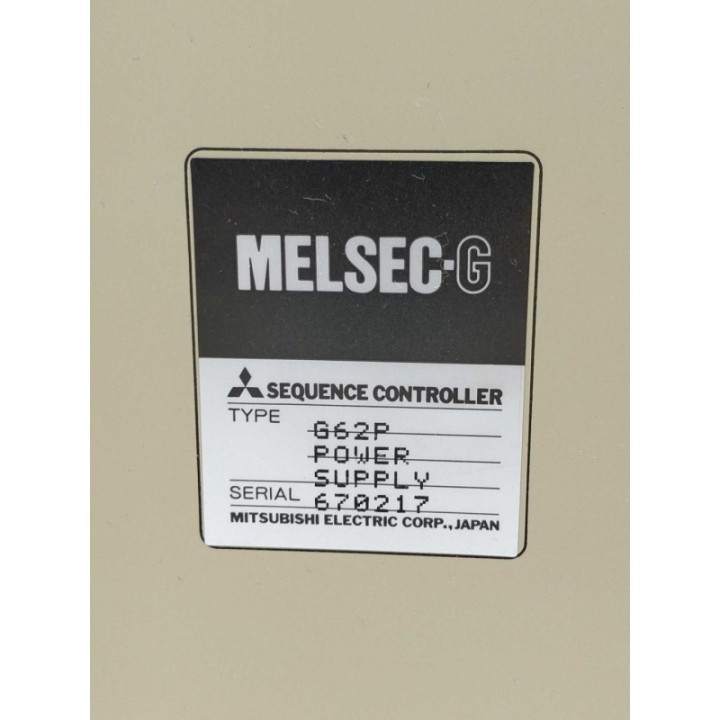 MELSEC-G
SEQUENCE CONTROLLER
TYPE G62P
POWER
SUPPLY
SERIAL 670217
MITSUBISHI ELECTRIC CORP., JAPAN